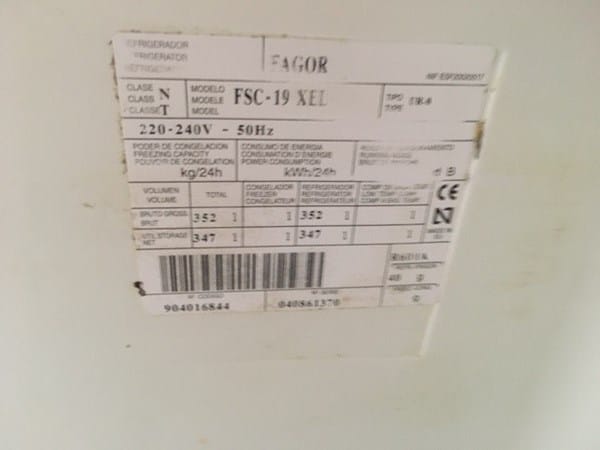 REFRIGERADOR
REFRIGERATOR FAGOR
CLASE N MODELO
CLASS MODELE FSC-19 XEL TIPO
CLASSE T MODEL TYPE
220-240V - 50Hz
PODER DE CONGELACION CONSUMO DE ENERGIA
FREEZING CAPACITY CONSUMATION D'ENERGIE
POUVOIR DE CONGELATION POWER CONSUMPTION
kg/24h kWh/24h dB
VOLUMEN TOTAL CONGELADOR REFRIGERADOR CE
VOLUME FREEZER REFRIGERATOR
CONGELATEUR REFRIGERATEUR
BRUTO GROSS 352 l l 352 l l N
BRUT
UTIL STORAGE 347 l l 347 l l MADE IN
NET
904016844 040861370